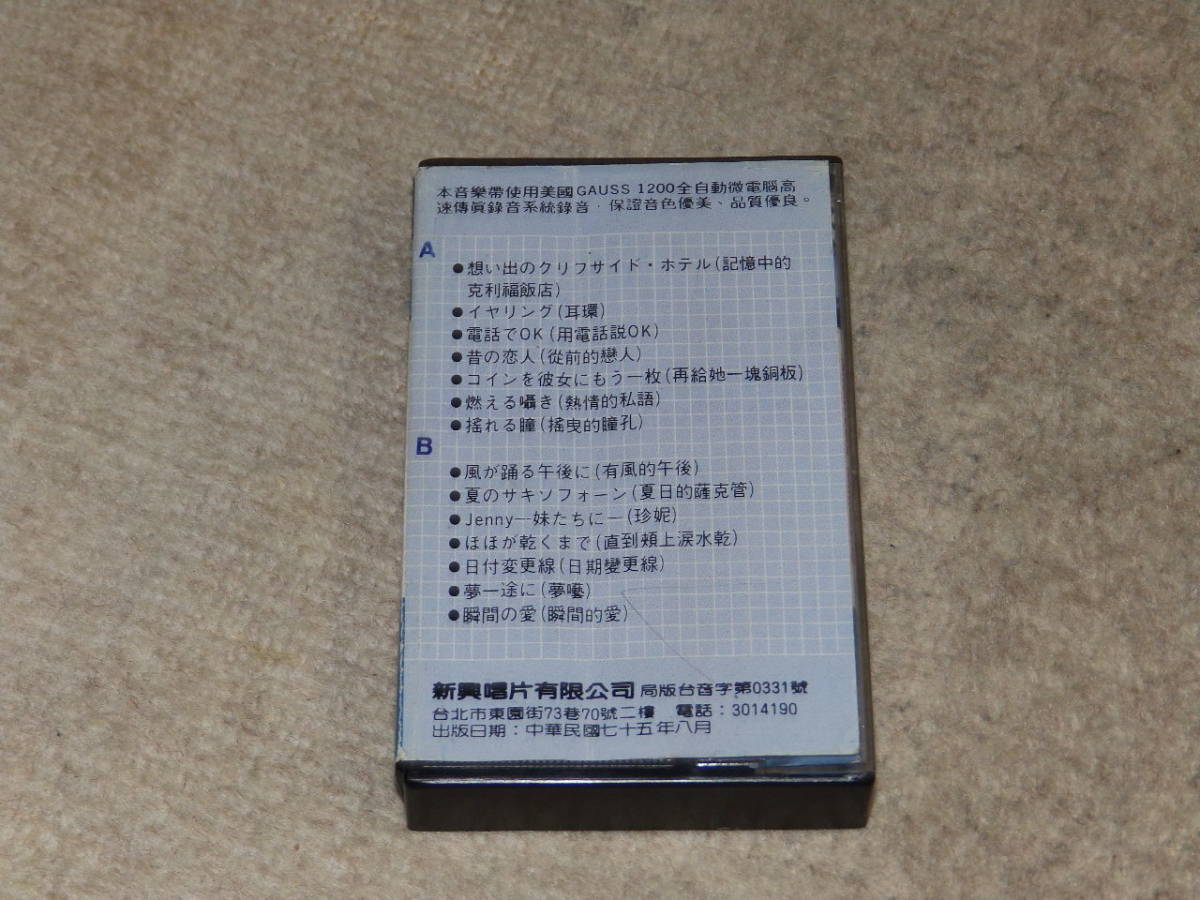 本音樂帶使用美國GAUSS 1200全自動微電腦高
速傳眞錄音系統錄音，保證音色優美、品質優良。
A
●想い出のクリフサイド・ホテル(記憶中的
克利福飯店)
●イヤリング(耳環)
●電話でOK(用電話説OK)
●昔の恋人(從前的戀人)
●コインを彼女にもう一枚(再給她一塊銅板)
●燃える囁き(熱情的私語)
●搖れる瞳(搖曳的瞳孔)
B
●風が踊る午後に(有風的午後)
●夏のサキソフォーン(夏日的薩克管)
●Jenny—妹たちに—(珍妮)
●ほほが乾くまで(直到頰上淚水乾)
●日付変更線(日期變更線)
●夢一途に(夢囈)
●瞬間の愛(瞬間的愛)
新興唱片有限公司 局版台音字第0331號
台北市東園街73巷70號二樓 電話：3014190
出版日期：中華民國七十五年八月